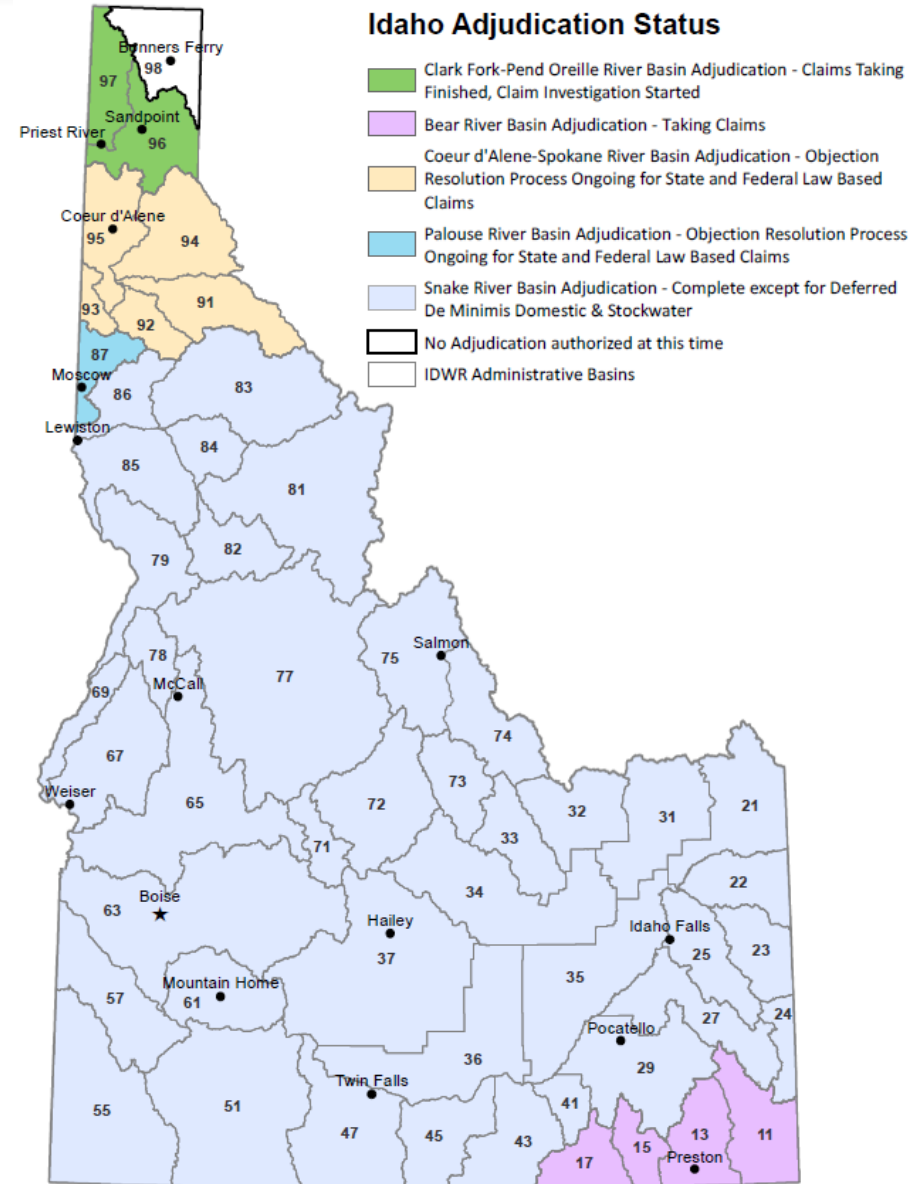 Idaho Adjudication Status
Clark Fork-Pend Oreille River Basin Adjudication - Claims Taking
Finished, Claim Investigation Started
Bear River Basin Adjudication - Taking Claims
Coeur d'Alene-Spokane River Basin Adjudication - Objection
Resolution Process Ongoing for State and Federal Law Based
Claims
Palouse River Basin Adjudication - Objection Resolution Process
Ongoing for State and Federal Law Based Claims
Snake River Basin Adjudication - Complete except for Deferred
De Minimis Domestic & Stockwater
No Adjudication authorized at this time
IDWR Administrative Basins
Bonners Ferry
98
97
Sandpoint
Priest River
96
Coeur d'Alene
95
94
93
91
92
87
Moscow
86
83
Lewiston
84
85
81
82
79
Salmon
78
75
77
McCall
69
74
67
73
Weiser
65
72
32
31
21
33
71
22
34
Boise
63
Hailey
Idaho Falls
37
25
23
35
Mountain Home
61
57
27
24
Pocatello
36
29
Twin Falls
55
51
41
47
45
43
13
11
15
Preston
17